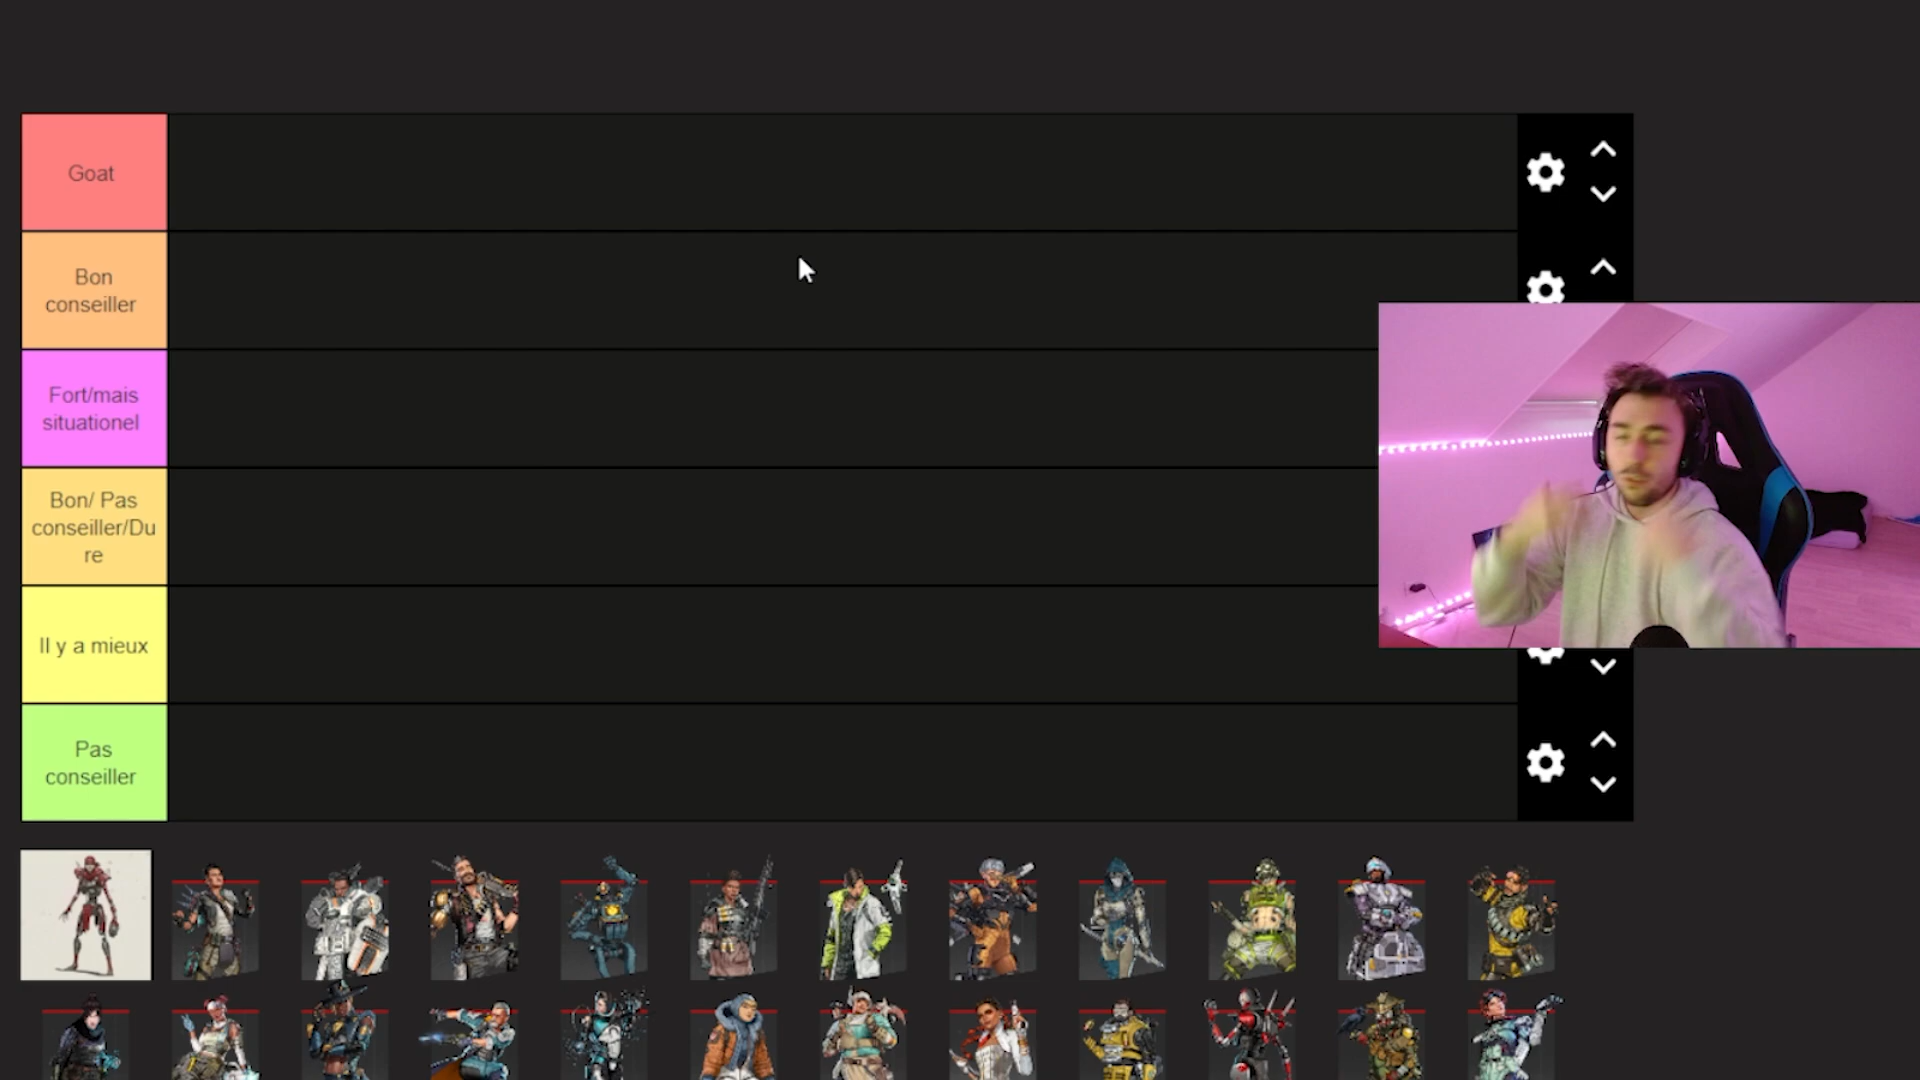 Goat
Bon
conseiller
Fort/mais
situationel
Bon/ Pas
conseiller/Du
re
Il y a mieux
Pas
conseiller